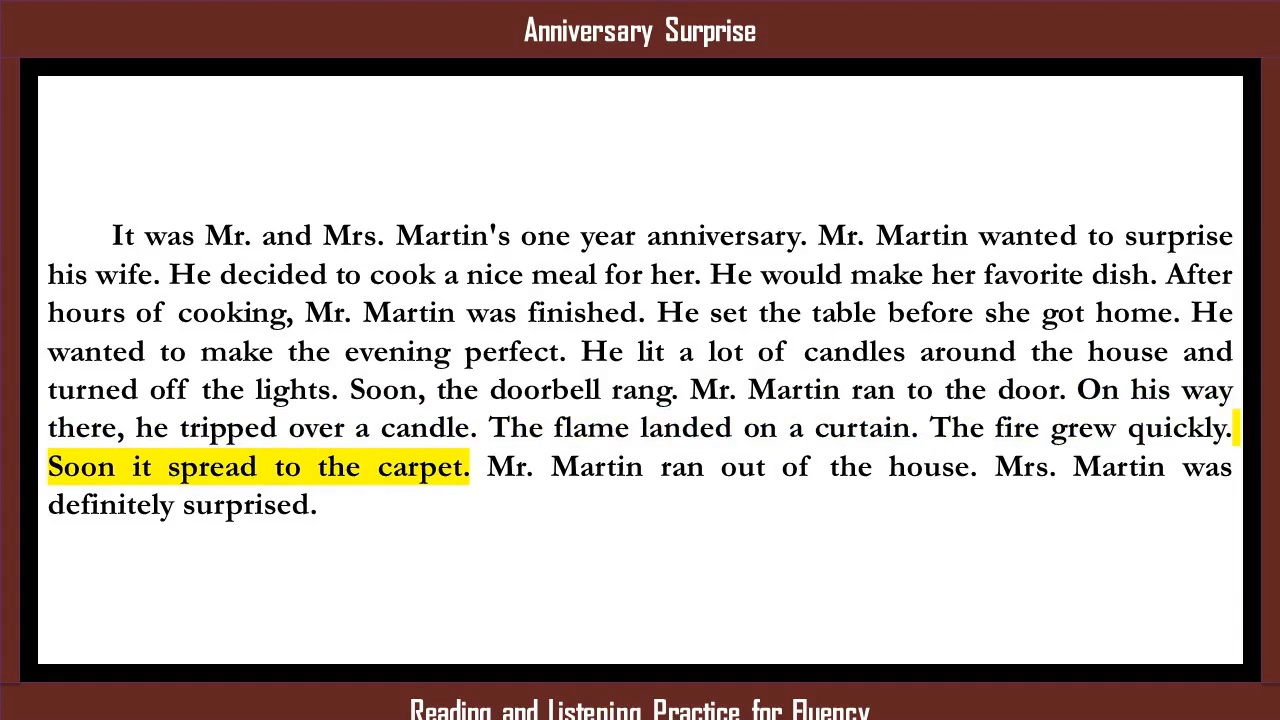 Anniversary Surprise
It was Mr. and Mrs. Martin's one year anniversary. Mr. Martin wanted to surprise
his wife. He decided to cook a nice meal for her. He would make her favorite dish. After
hours of cooking, Mr. Martin was finished. He set the table before she got home. He
wanted to make the evening perfect. He lit a lot of candles around the house and
turned off the lights. Soon, the doorbell rang. Mr. Martin ran to the door. On his way
there, he tripped over a candle. The flame landed on a curtain. The fire grew quickly.
Soon it spread to the carpet. Mr. Martin ran out of the house. Mrs. Martin was
definitely surprised.
Reading and Listening Practice for Fluency